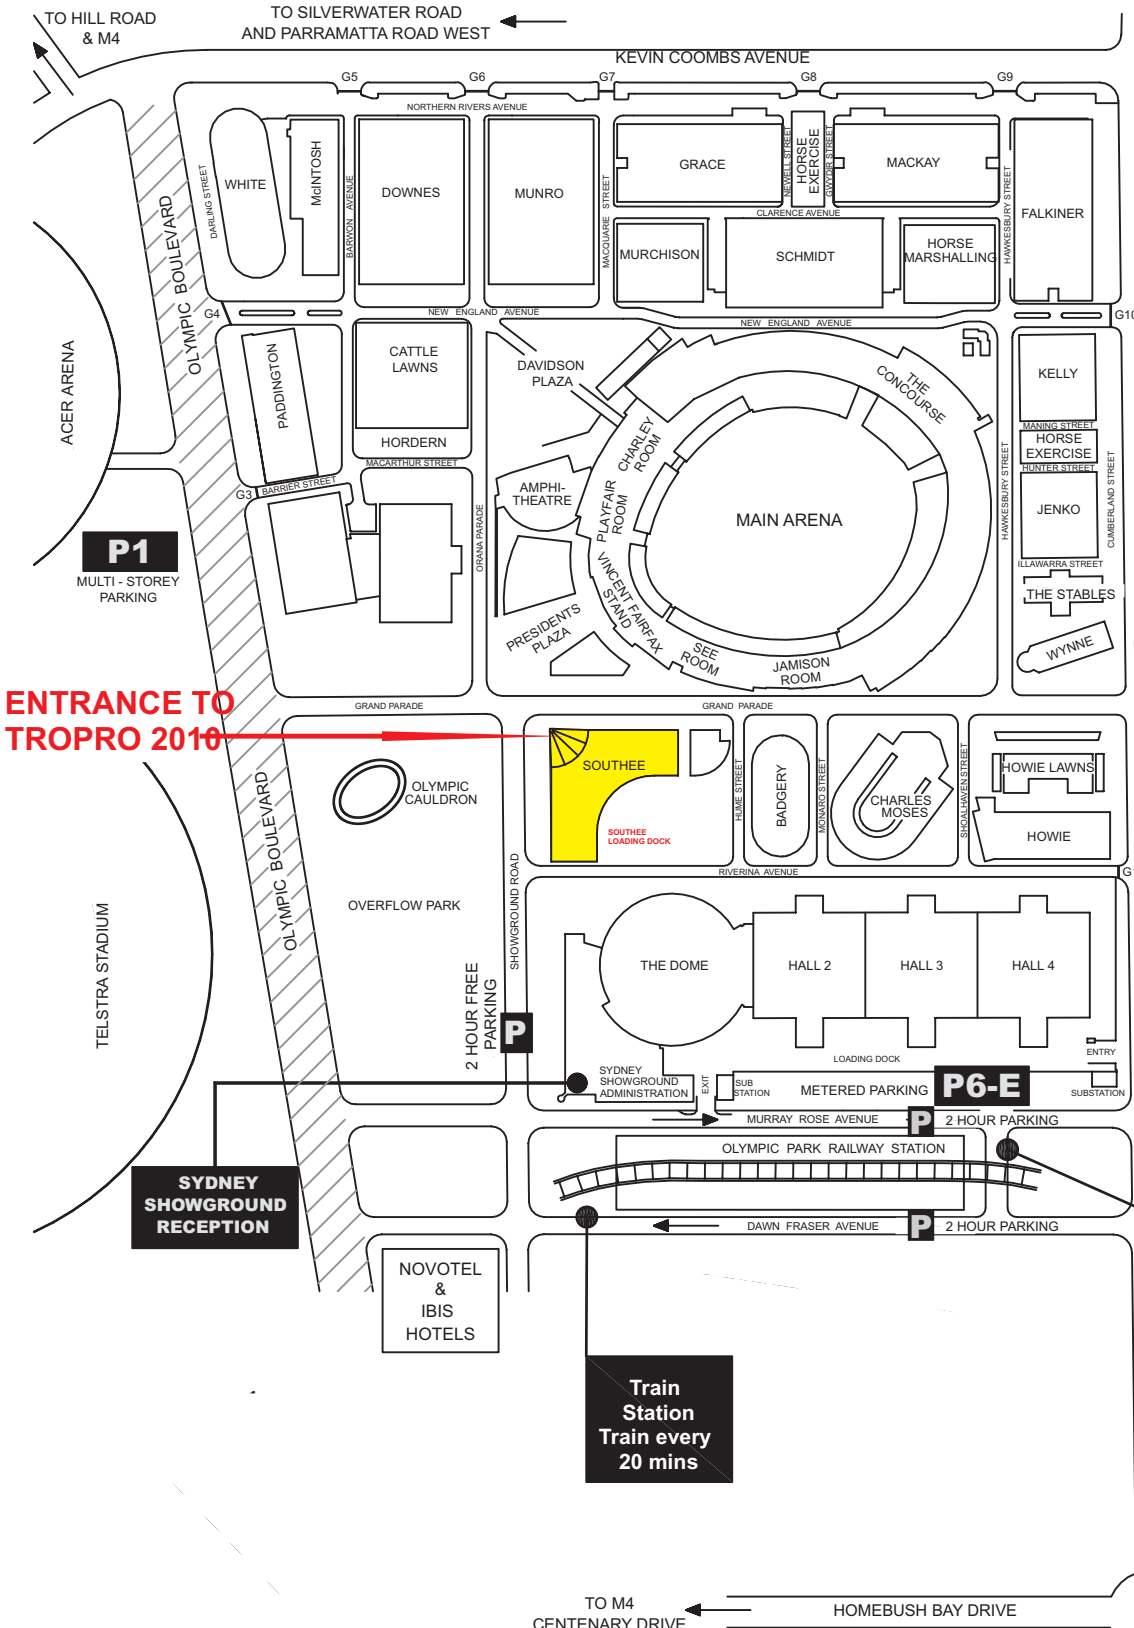 TO HILL ROAD
& M4
TO SILVERWATER ROAD
AND PARRAMATTA ROAD WEST
KEVIN COOMBS AVENUE
G5
G6
G7
G8
G9
NORTHERN RIVERS AVENUE
WHITE
DARLING STREET
McINTOSH
BARWON AVENUE
DOWNES
MUNRO
MACQUARIE STREET
GRACE
NEWELL STREET
HORSE
EXERCISE
GWYDIR STREET
MACKAY
HAWKESBURY STREET
FALKINER
CLARENCE AVENUE
MURCHISON
SCHMIDT
HORSE
MARSHALLING
OLYMPIC BOULEVARD
G4
NEW ENGLAND AVENUE
NEW ENGLAND AVENUE
G10
ACER ARENA
PADDINGTON
CATTLE
LAWNS
HORDERN
MACARTHUR STREET
DAVIDSON
PLAZA
THE
CONCOURSE
CHARLEY
ROOM
KELLY
MANING STREET
HORSE
EXERCISE
HUNTER STREET
JENKO
CUMBERLAND STREET
HAWKESBURY STREET
G3
BARRIER STREET
AMPHI-
THEATRE
PLAYFAIR
ROOM
MAIN ARENA
ORANA PARADE
P1
MULTI - STOREY
PARKING
ILLAWARRA STREET
THE STABLES
VINCENT FAIRFAX
STAND
PRESIDENTS
PLAZA
SEE
ROOM
JAMISON
ROOM
WYNNE
ENTRANCE TO
TROPRO 2010
GRAND PARADE
GRAND PARADE
SOUTHEE
SOUTHEE
LOADING DOCK
OLYMPIC
CAULDRON
HUME STREET
BADGERY
MONARO STREET
CHARLES
MOSES
SHOALHAVEN STREET
HOWIE LAWNS
HOWIE
OLYMPIC BOULEVARD
RIVERINA AVENUE
G1
TELSTRA STADIUM
OVERFLOW PARK
SHOWGROUND ROAD
THE DOME
HALL 2
HALL 3
HALL 4
2 HOUR FREE
PARKING
P
LOADING DOCK
ENTRY
SYDNEY
SHOWGROUND
ADMINISTRATION
EXIT
SUB
STATION
METERED PARKING
P6-E
SUBSTATION
MURRAY ROSE AVENUE
P
2 HOUR PARKING
OLYMPIC PARK RAILWAY STATION
SYDNEY
SHOWGROUND
RECEPTION
DAWN FRASER AVENUE
P
2 HOUR PARKING
NOVOTEL
&
IBIS
HOTELS
Train
Station
Train every
20 mins
TO M4
CENTENARY DRIVE
HOMEBUSH BAY DRIVE